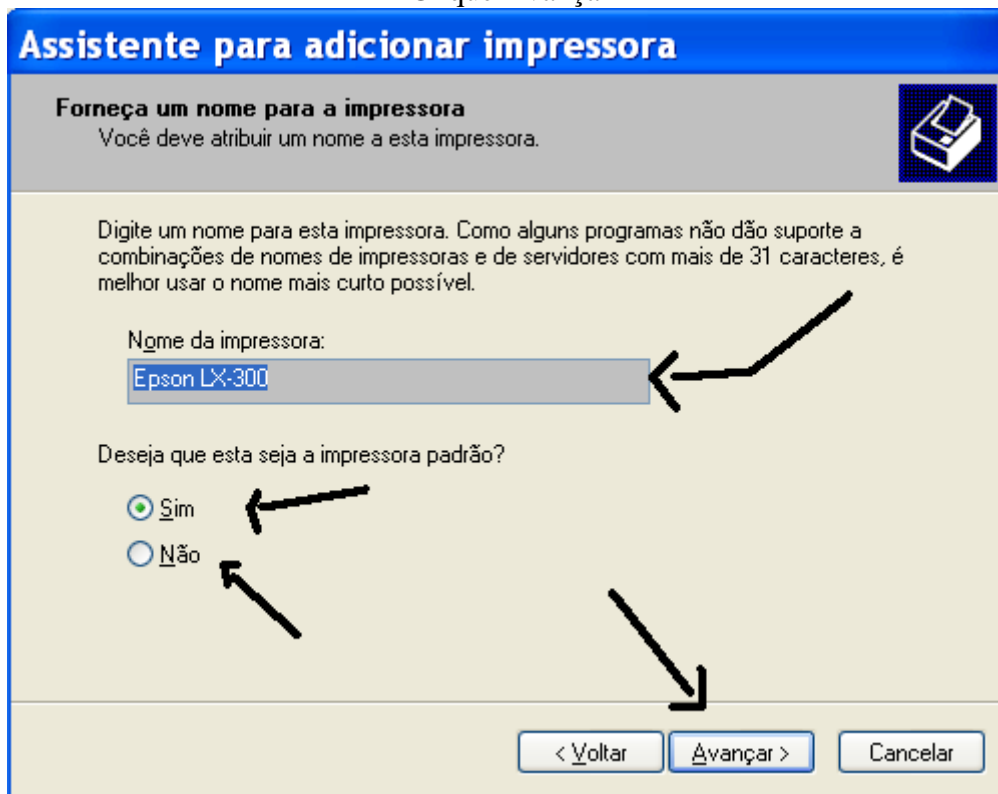 Assistente para adicionar impressora
Forneça um nome para a impressora
Você deve atribuir um nome a esta impressora.
Digite um nome para esta impressora. Como alguns programas não dão suporte a
combinações de nomes de impressoras e de servidores com mais de 31 caracteres, é
melhor usar o nome mais curto possível.
Nome da impressora:
Epson LX-300
Deseja que esta seja a impressora padrão?
Sim
Não
< Voltar Avançar > Cancelar